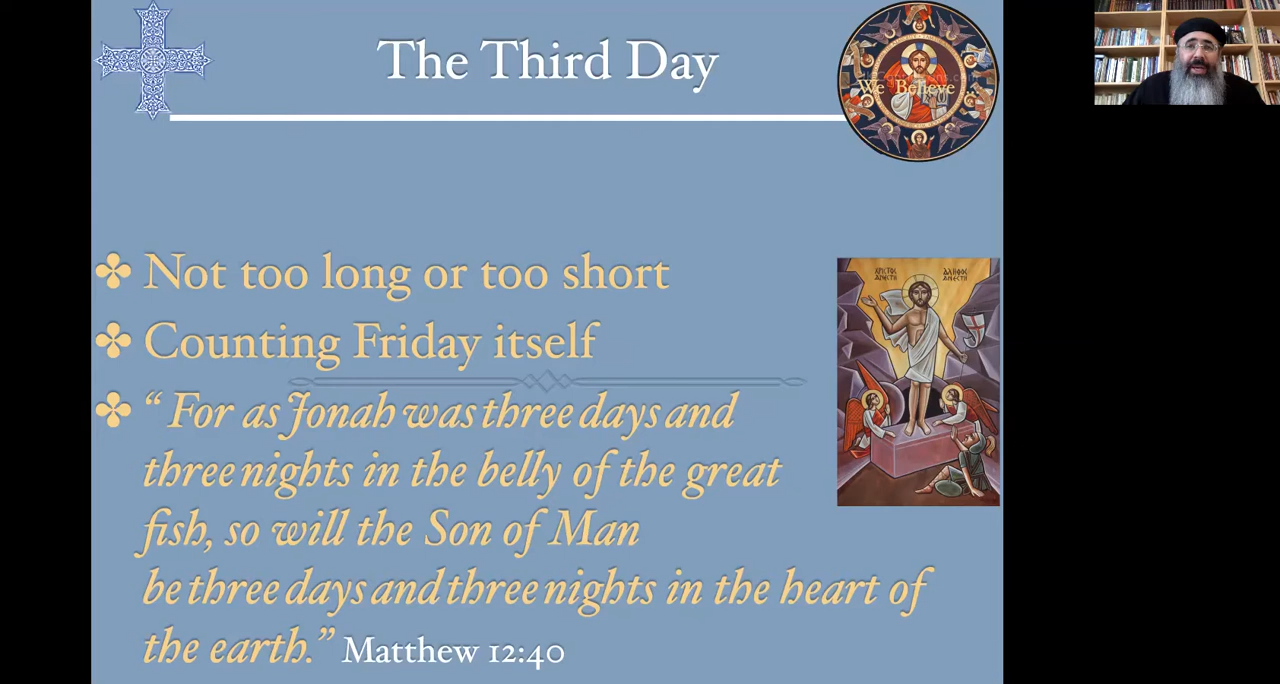 The Third Day
We Believe ...
Not too long or too short
Counting Friday itself
“ For as Jonah was three days and
three nights in the belly of the great
fish, so will the Son of Man
be three days and three nights in the heart of
the earth.” Matthew 12:40